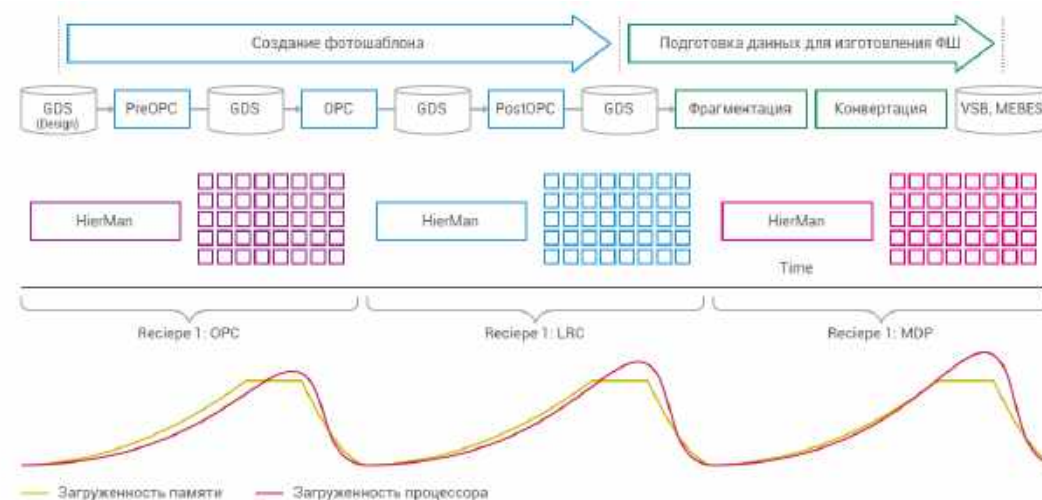 Создание фотошаблона
Подготовка данных для изготовления ФШ
GDS
(Design)
PreOPC
GDS
OPC
GDS
PostOPC
GDS
Фрагментация
Конвертация
VSB, MEBES
HierMan
HierMan
HierMan
Time
Reciepe 1: OPC
Reciepe 1: LRC
Reciepe 1: MDP
Загруженность памяти
Загруженность процессора